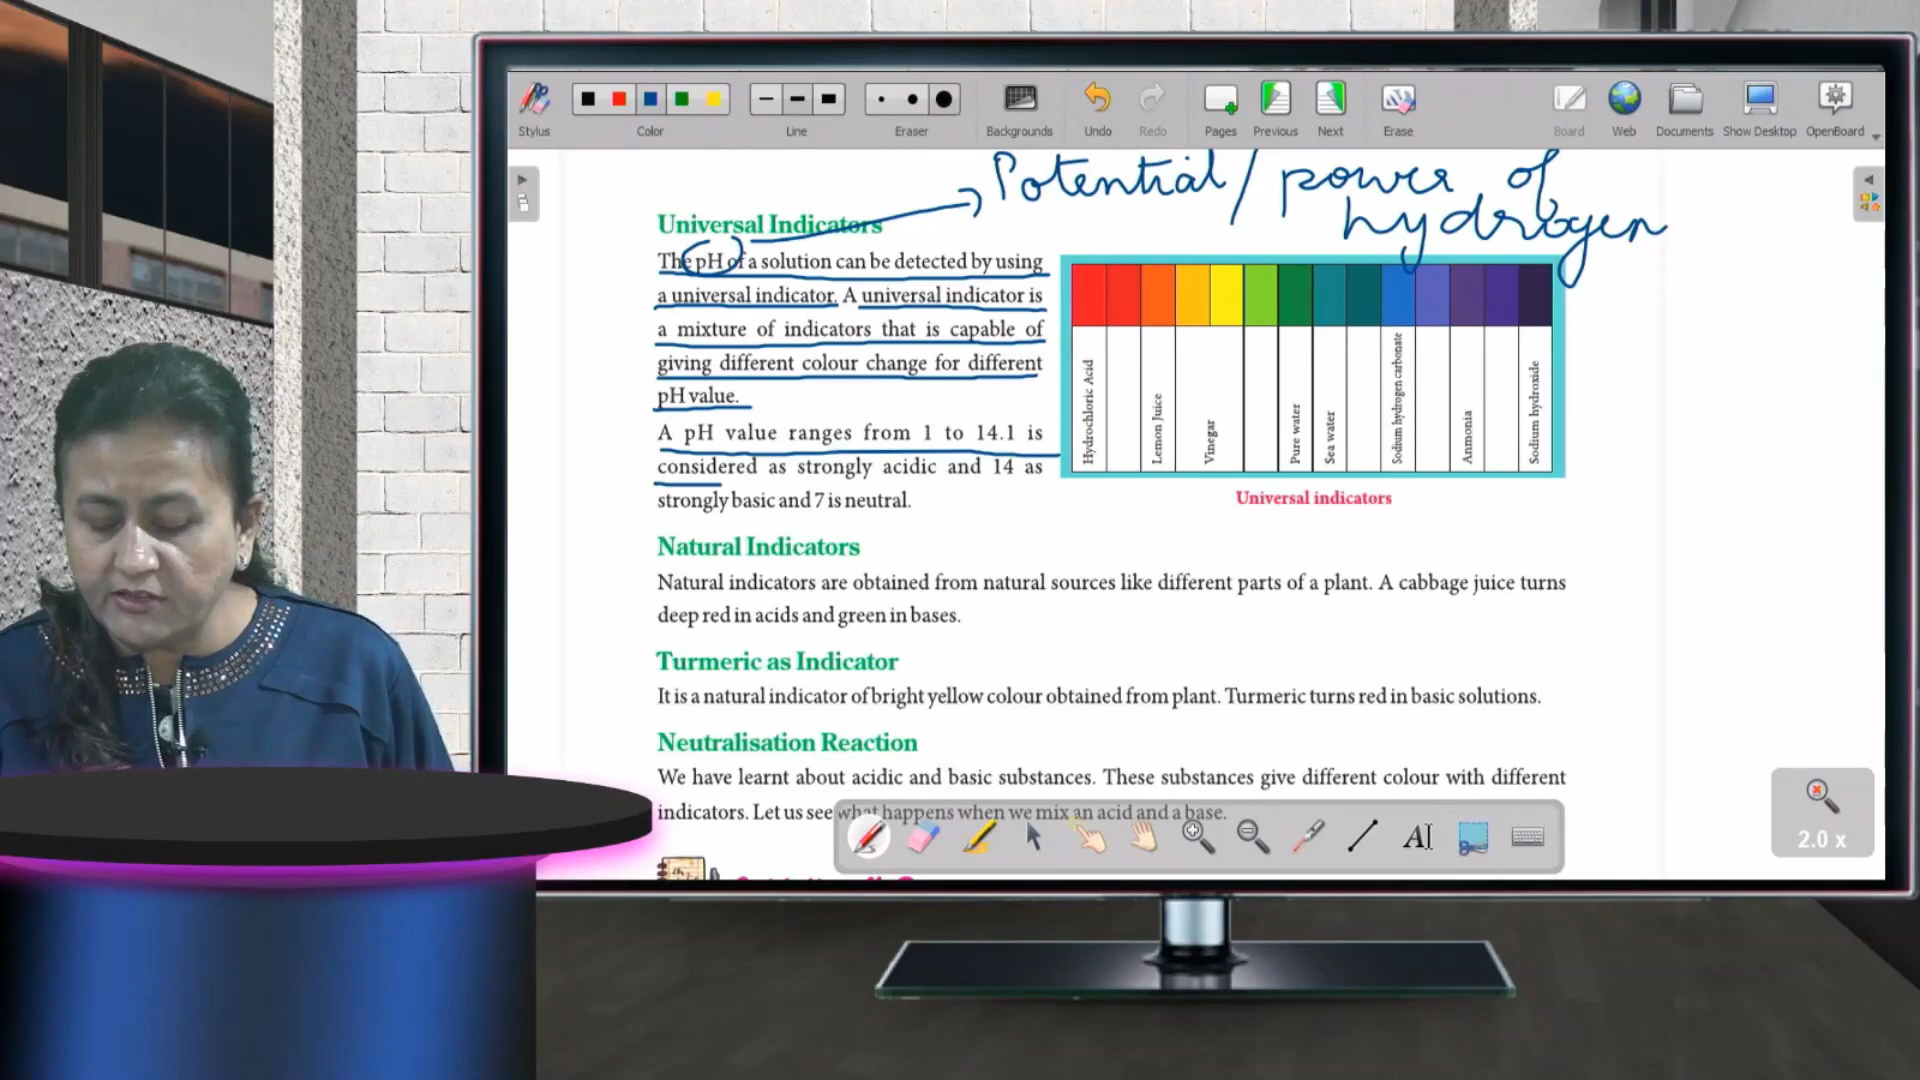 Stylus Color Line Eraser Backgrounds Undo Redo Pages Previous Next Erase Board Web Documents Show Desktop OpenBoard
Potential / power of
hydrogen
Universal Indicators
The pH of a solution can be detected by using
a universal indicator. A universal indicator is
a mixture of indicators that is capable of
giving different colour change for different
pH value.
A pH value ranges from 1 to 14.1 is
considered as strongly acidic and 14 as
strongly basic and 7 is neutral.
Hydrochloric Acid
Lemon Juice
Vinegar
Pure water
Sea water
Sodium hydrogen carbonate
Ammonia
Sodium hydroxide
Universal indicators
Natural Indicators
Natural indicators are obtained from natural sources like different parts of a plant. A cabbage juice turns
deep red in acids and green in bases.
Turmeric as Indicator
It is a natural indicator of bright yellow colour obtained from plant. Turmeric turns red in basic solutions.
Neutralisation Reaction
We have learnt about acidic and basic substances. These substances give different colour with different
indicators. Let us see what happens when we mix an acid and a base.
AI
2.0 x